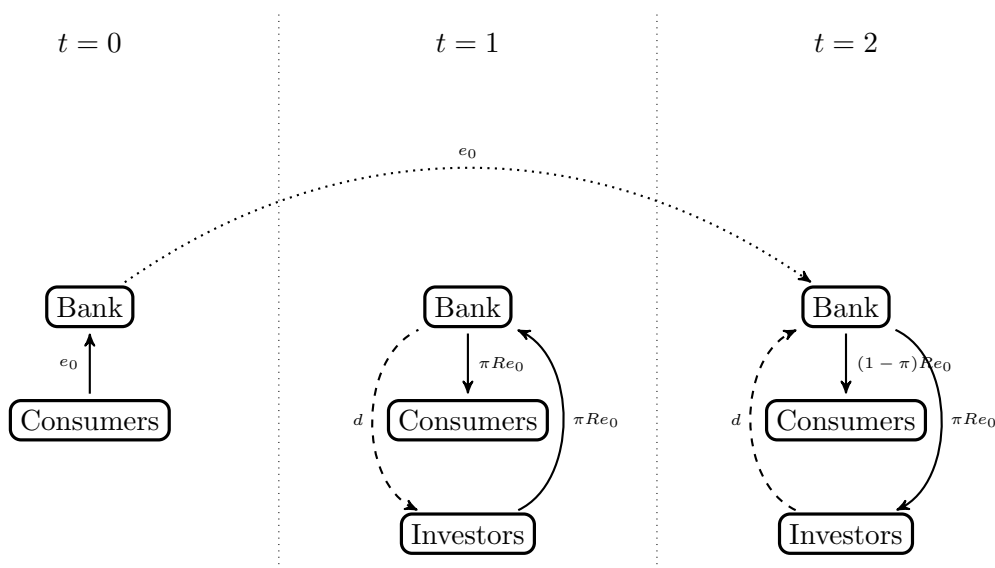 t = 0
t = 1
t = 2
e₀
Bank
Bank
Bank
e₀
πRe₀
(1 − π)Re₀
Consumers
d
Consumers
πRe₀
d
Consumers
πRe₀
Investors
Investors